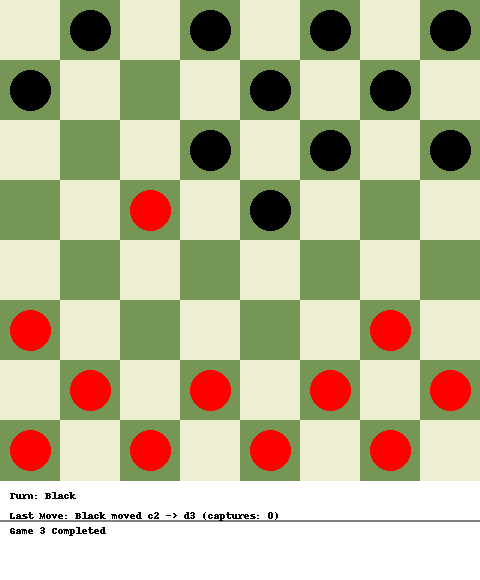 Turn: Black
Last Move: Black moved c2 -> d3 (captures: 0)
Game 3 Completed